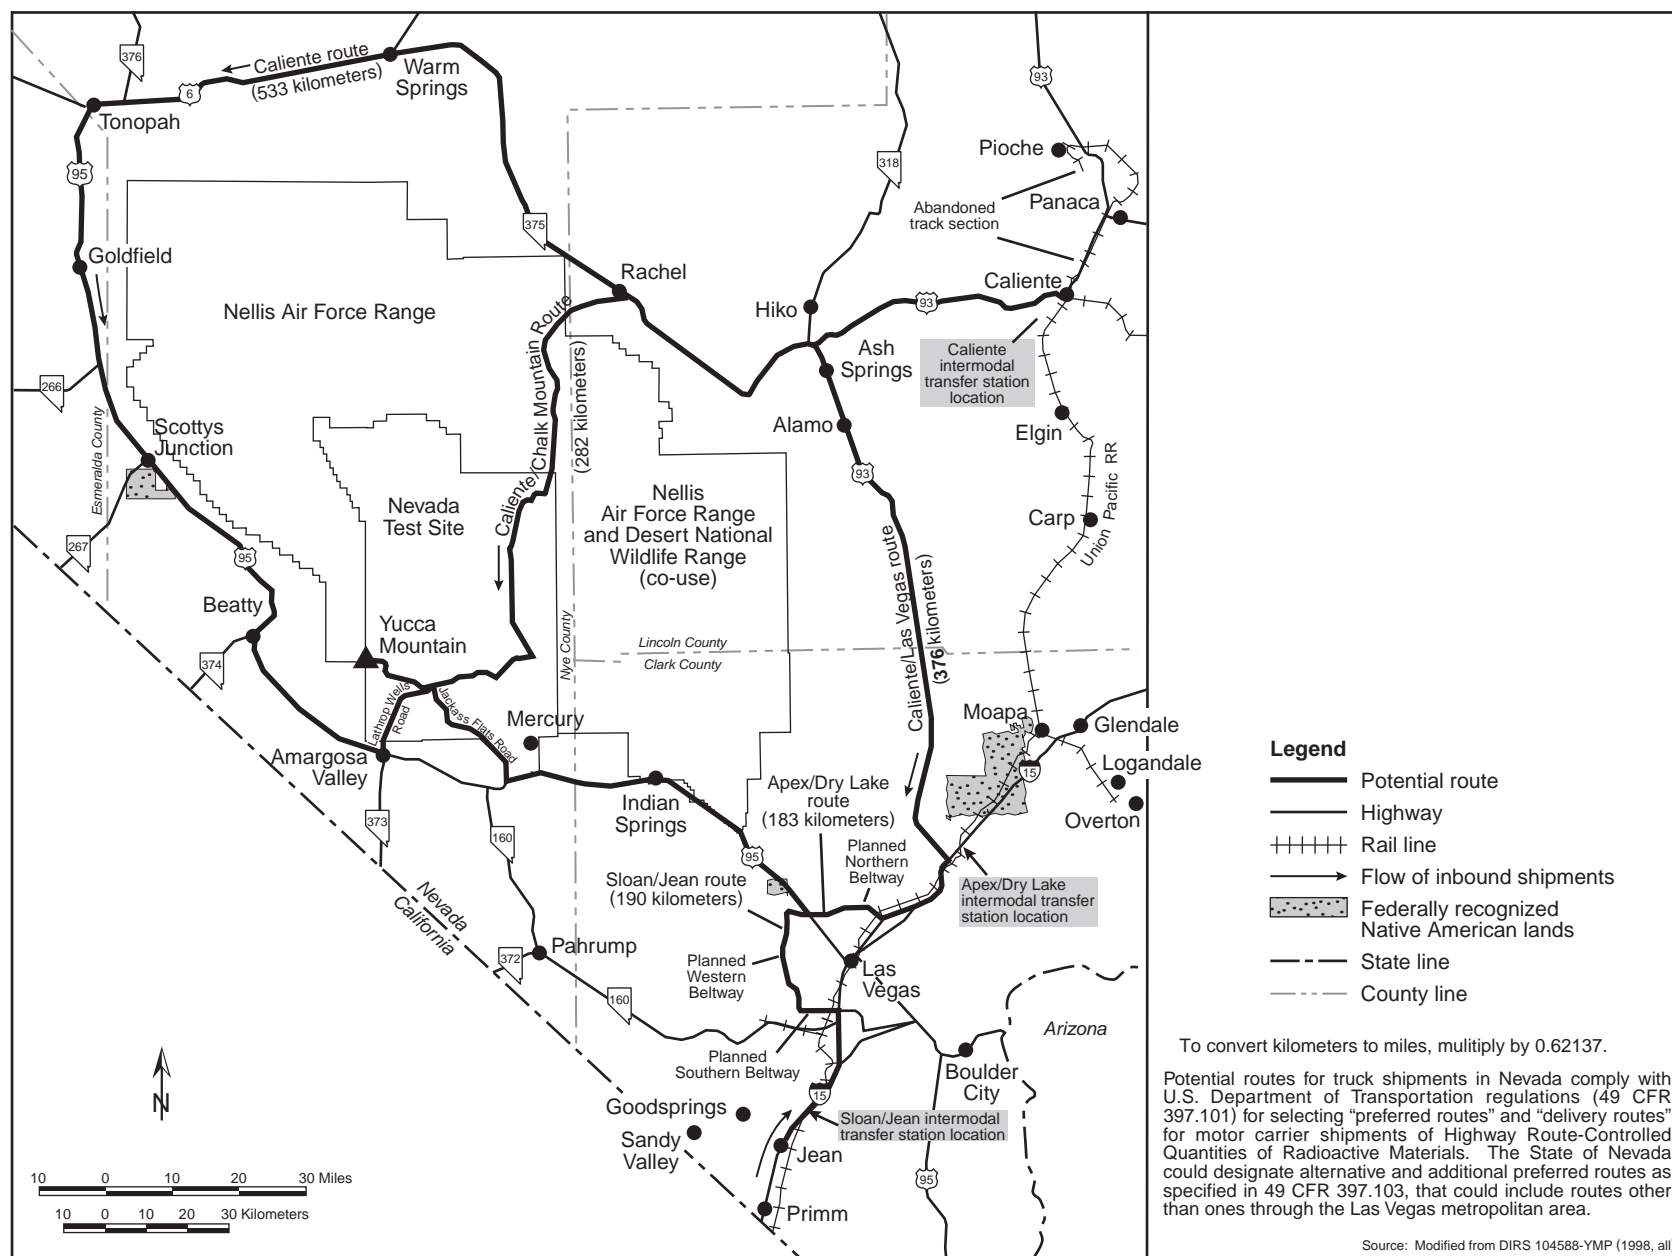 376
Caliente route
(533 kilometers)
Warm
Springs
6
Tonopah
95
93
Pioche
318
Abandoned
track section
Panaca
375
Goldfield
Rachel
Caliente
Nellis Air Force Range
Hiko
93
Caliente/Chalk Mountain Route
(282 kilometers)
Ash
Springs
Caliente
intermodal
transfer station
location
266
Esmeralda County
Scottys
Junction
Alamo
Elgin
93
Union Pacific RR
Nevada
Test Site
Nellis
Air Force Range
and Desert National
Wildlife Range
(co-use)
Carp
267
95
Caliente/Las Vegas route
(376 kilometers)
Beatty
Yucca
Mountain
374
Nye County
Lincoln County
Clark County
Lathrop Wells
Road
Jackass Flats Road
Mercury
Moapa
Glendale
Amargosa
Valley
15
Logandale
Overton
Indian
Springs
Apex/Dry Lake
route
(183 kilometers)
373
160
95
Planned
Northern
Beltway
Sloan/Jean route
(190 kilometers)
Apex/Dry Lake
intermodal transfer
station location
Nevada
California
Pahrump
372
Planned
Western
Beltway
Las
Vegas
160
Arizona
Planned
Southern Beltway
Boulder
City
N
15
Goodsprings
Sloan/Jean intermodal
transfer station location
Sandy
Valley
Jean
95
Primm
10 0 10 20 30 Miles
10 0 10 20 30 Kilometers
Legend
Potential route
Highway
Rail line
Flow of inbound shipments
Federally recognized
Native American lands
State line
County line
To convert kilometers to miles, mulitiply by 0.62137.
Potential routes for truck shipments in Nevada comply with
U.S. Department of Transportation regulations (49 CFR
397.101) for selecting “preferred routes” and “delivery routes”
for motor carrier shipments of Highway Route-Controlled
Quantities of Radioactive Materials. The State of Nevada
could designate alternative and additional preferred routes as
specified in 49 CFR 397.103, that could include routes other
than ones through the Las Vegas metropolitan area.
Source: Modified from DIRS 104588-YMP (1998, all